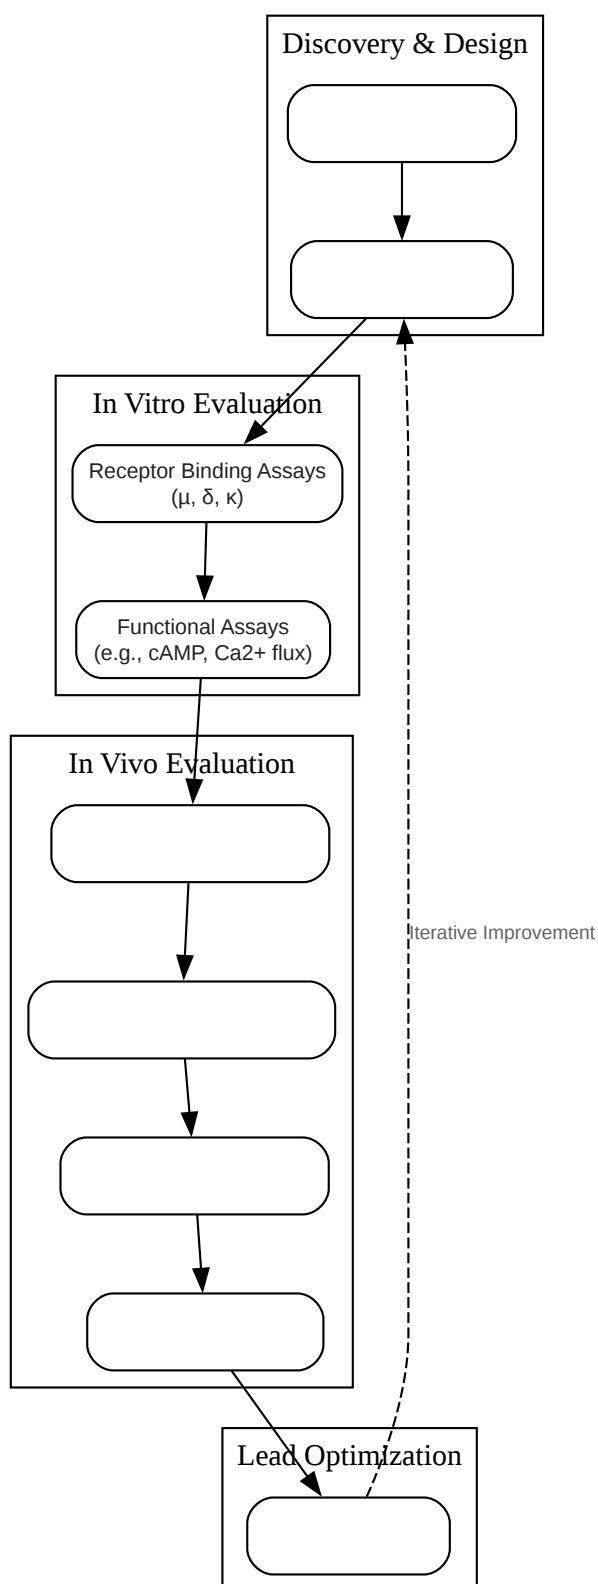 Discovery & Design
In Vitro Evaluation
Receptor Binding Assays
(μ, δ, κ)
Functional Assays
(e.g., cAMP, Ca2+ flux)
In Vivo Evaluation
Iterative Improvement
Lead Optimization